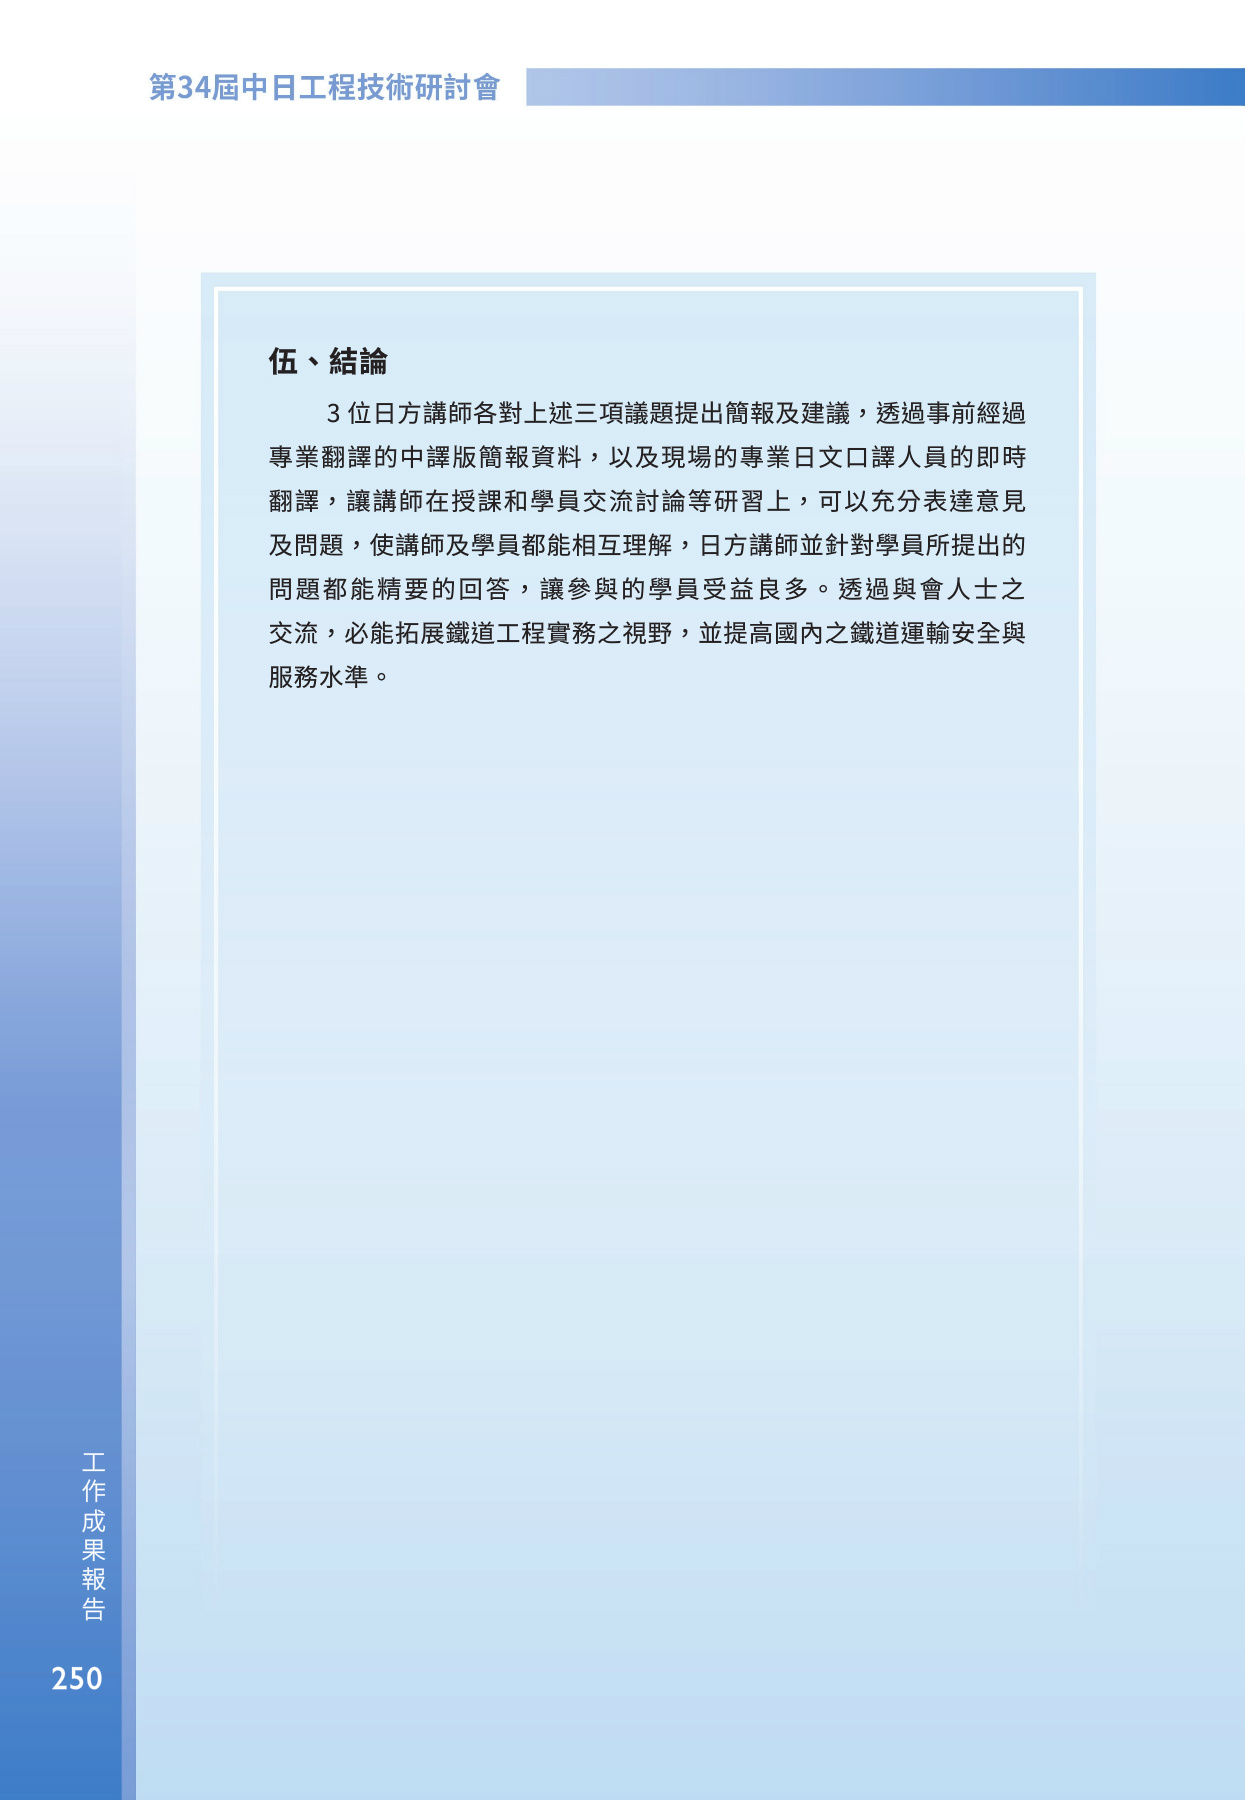 第34屆中日工程技術研討會
伍、結論
3 位日方講師各對上述三項議題提出簡報及建議，透過事前經過
專業翻譯的中譯版簡報資料，以及現場的專業日文口譯人員的即時
翻譯，讓講師在授課和學員交流討論等研習上，可以充分表達意見
及問題，使講師及學員都能相互理解，日方講師並針對學員所提出的
問題都能精要的回答，讓參與的學員受益良多。透過與會人士之
交流，必能拓展鐵道工程實務之視野，並提高國內之鐵道運輸安全與
服務水準。
工作成果報告
250